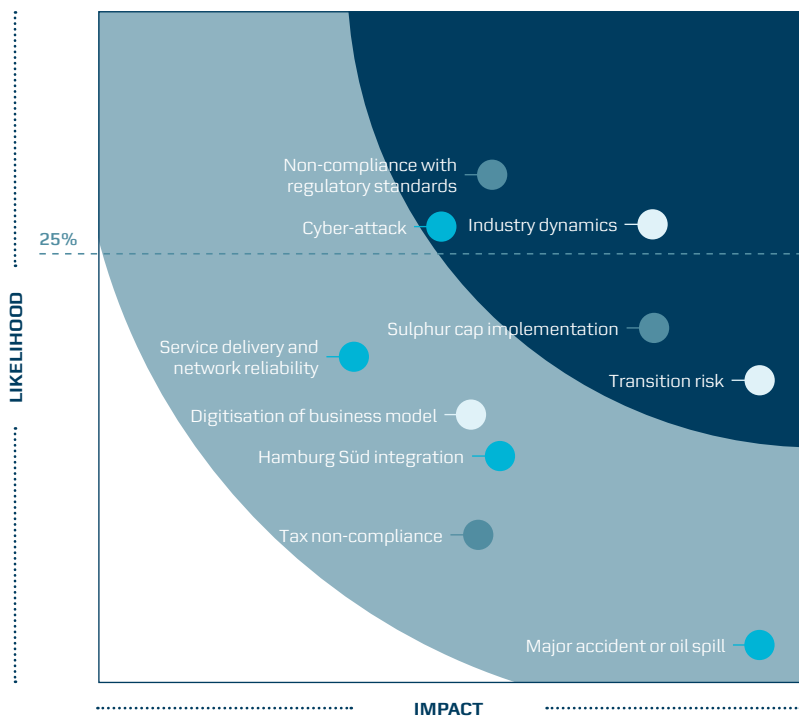 Non-compliance with
regulatory standards
Cyber-attack
Industry dynamics
25%
LIKELIHOOD
Sulphur cap implementation
Service delivery and
network reliability
Transition risk
Digitisation of business model
Hamburg Süd integration
Tax non-compliance
Major accident or oil spill
IMPACT